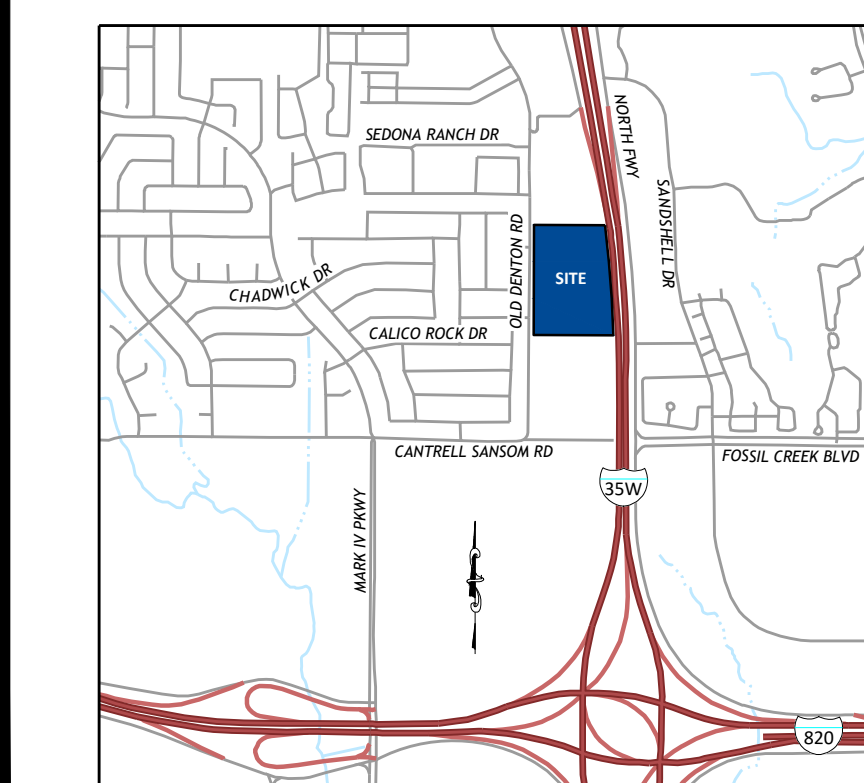 SEDONA RANCH DR
NORTH FWY
SANDSHELL DR
OLD DENTON RD
SITE
CHADWICK DR
CALICO ROCK DR
CANTRELL SANSOM RD
FOSSIL CREEK BLVD
35W
MARK IV PKWY
820